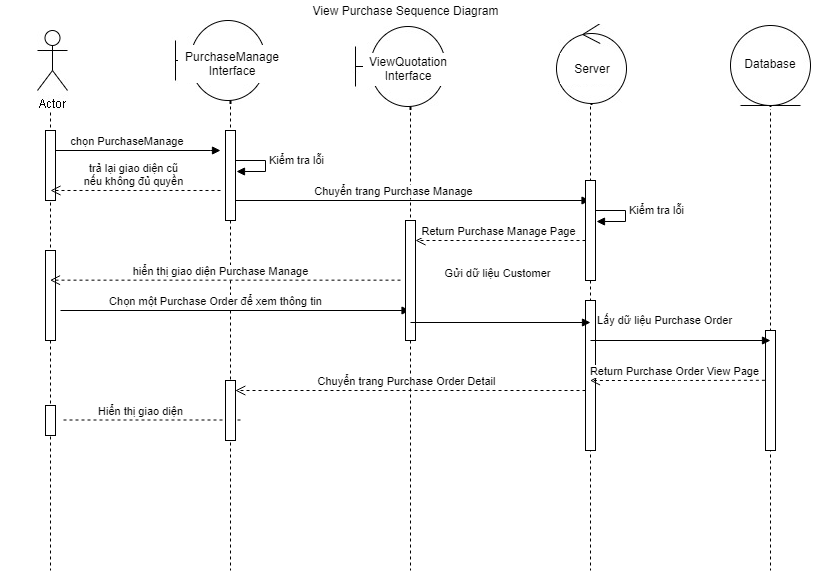 View Purchase Sequence Diagram
Actor
PurchaseManage
Interface
ViewQuotation
Interface
Server
Database
chọn PurchaseManage
Kiểm tra lỗi
trả lại giao diện cũ
nếu không đủ quyền
Chuyển trang Purchase Manage
Kiểm tra lỗi
Return Purchase Manage Page
hiển thị giao diện Purchase Manage
Gửi dữ liệu Customer
Chọn một Purchase Order để xem thông tin
Lấy dữ liệu Purchase Order
Return Purchase Order View Page
Chuyển trang Purchase Order Detail
Hiển thị giao diện